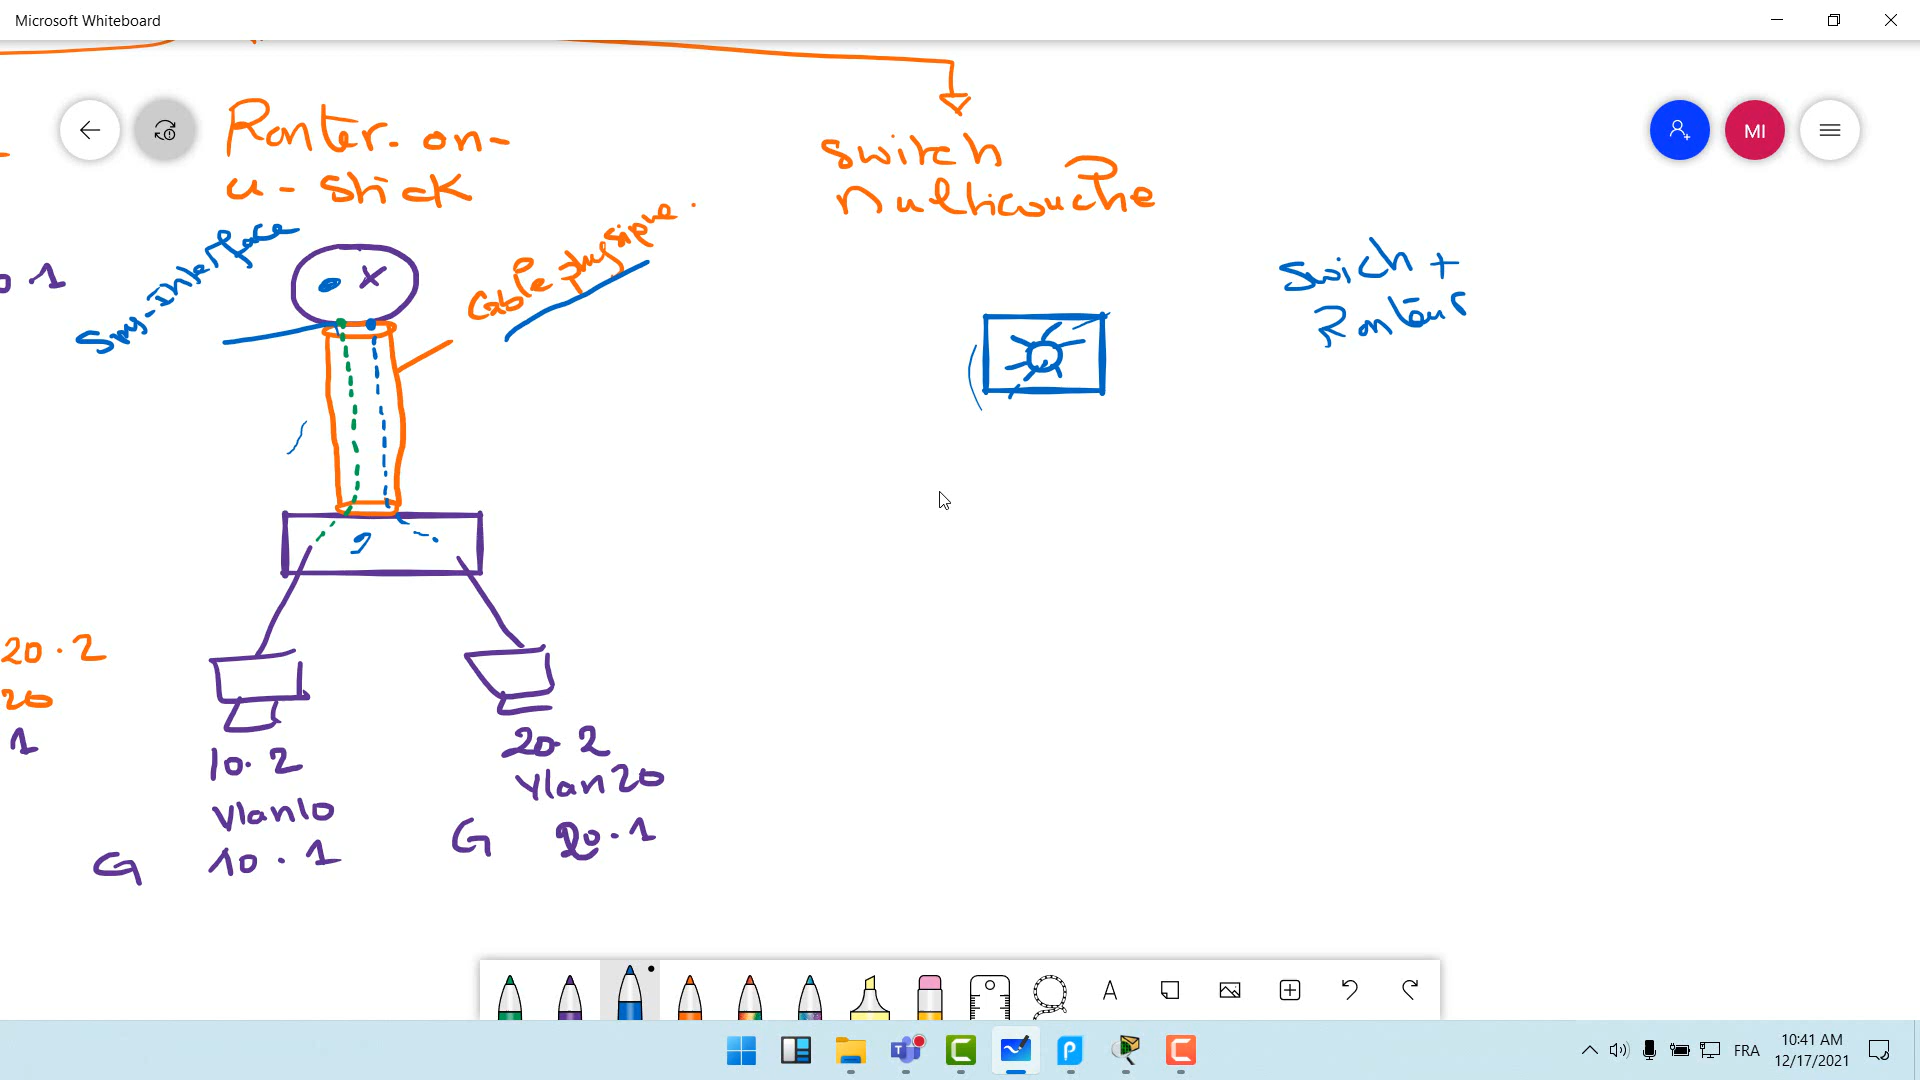 Microsoft Whiteboard
Router-on-
a-stick
switch
Multicouche
MI
Sous-Interface
Cable physique.
Swich +
Routeur
0.1
20.2
20
1
10.2
Vlan10
G 10.1
20.2
Vlan20
G 20.1
A
FRA
10:41 AM
12/17/2021